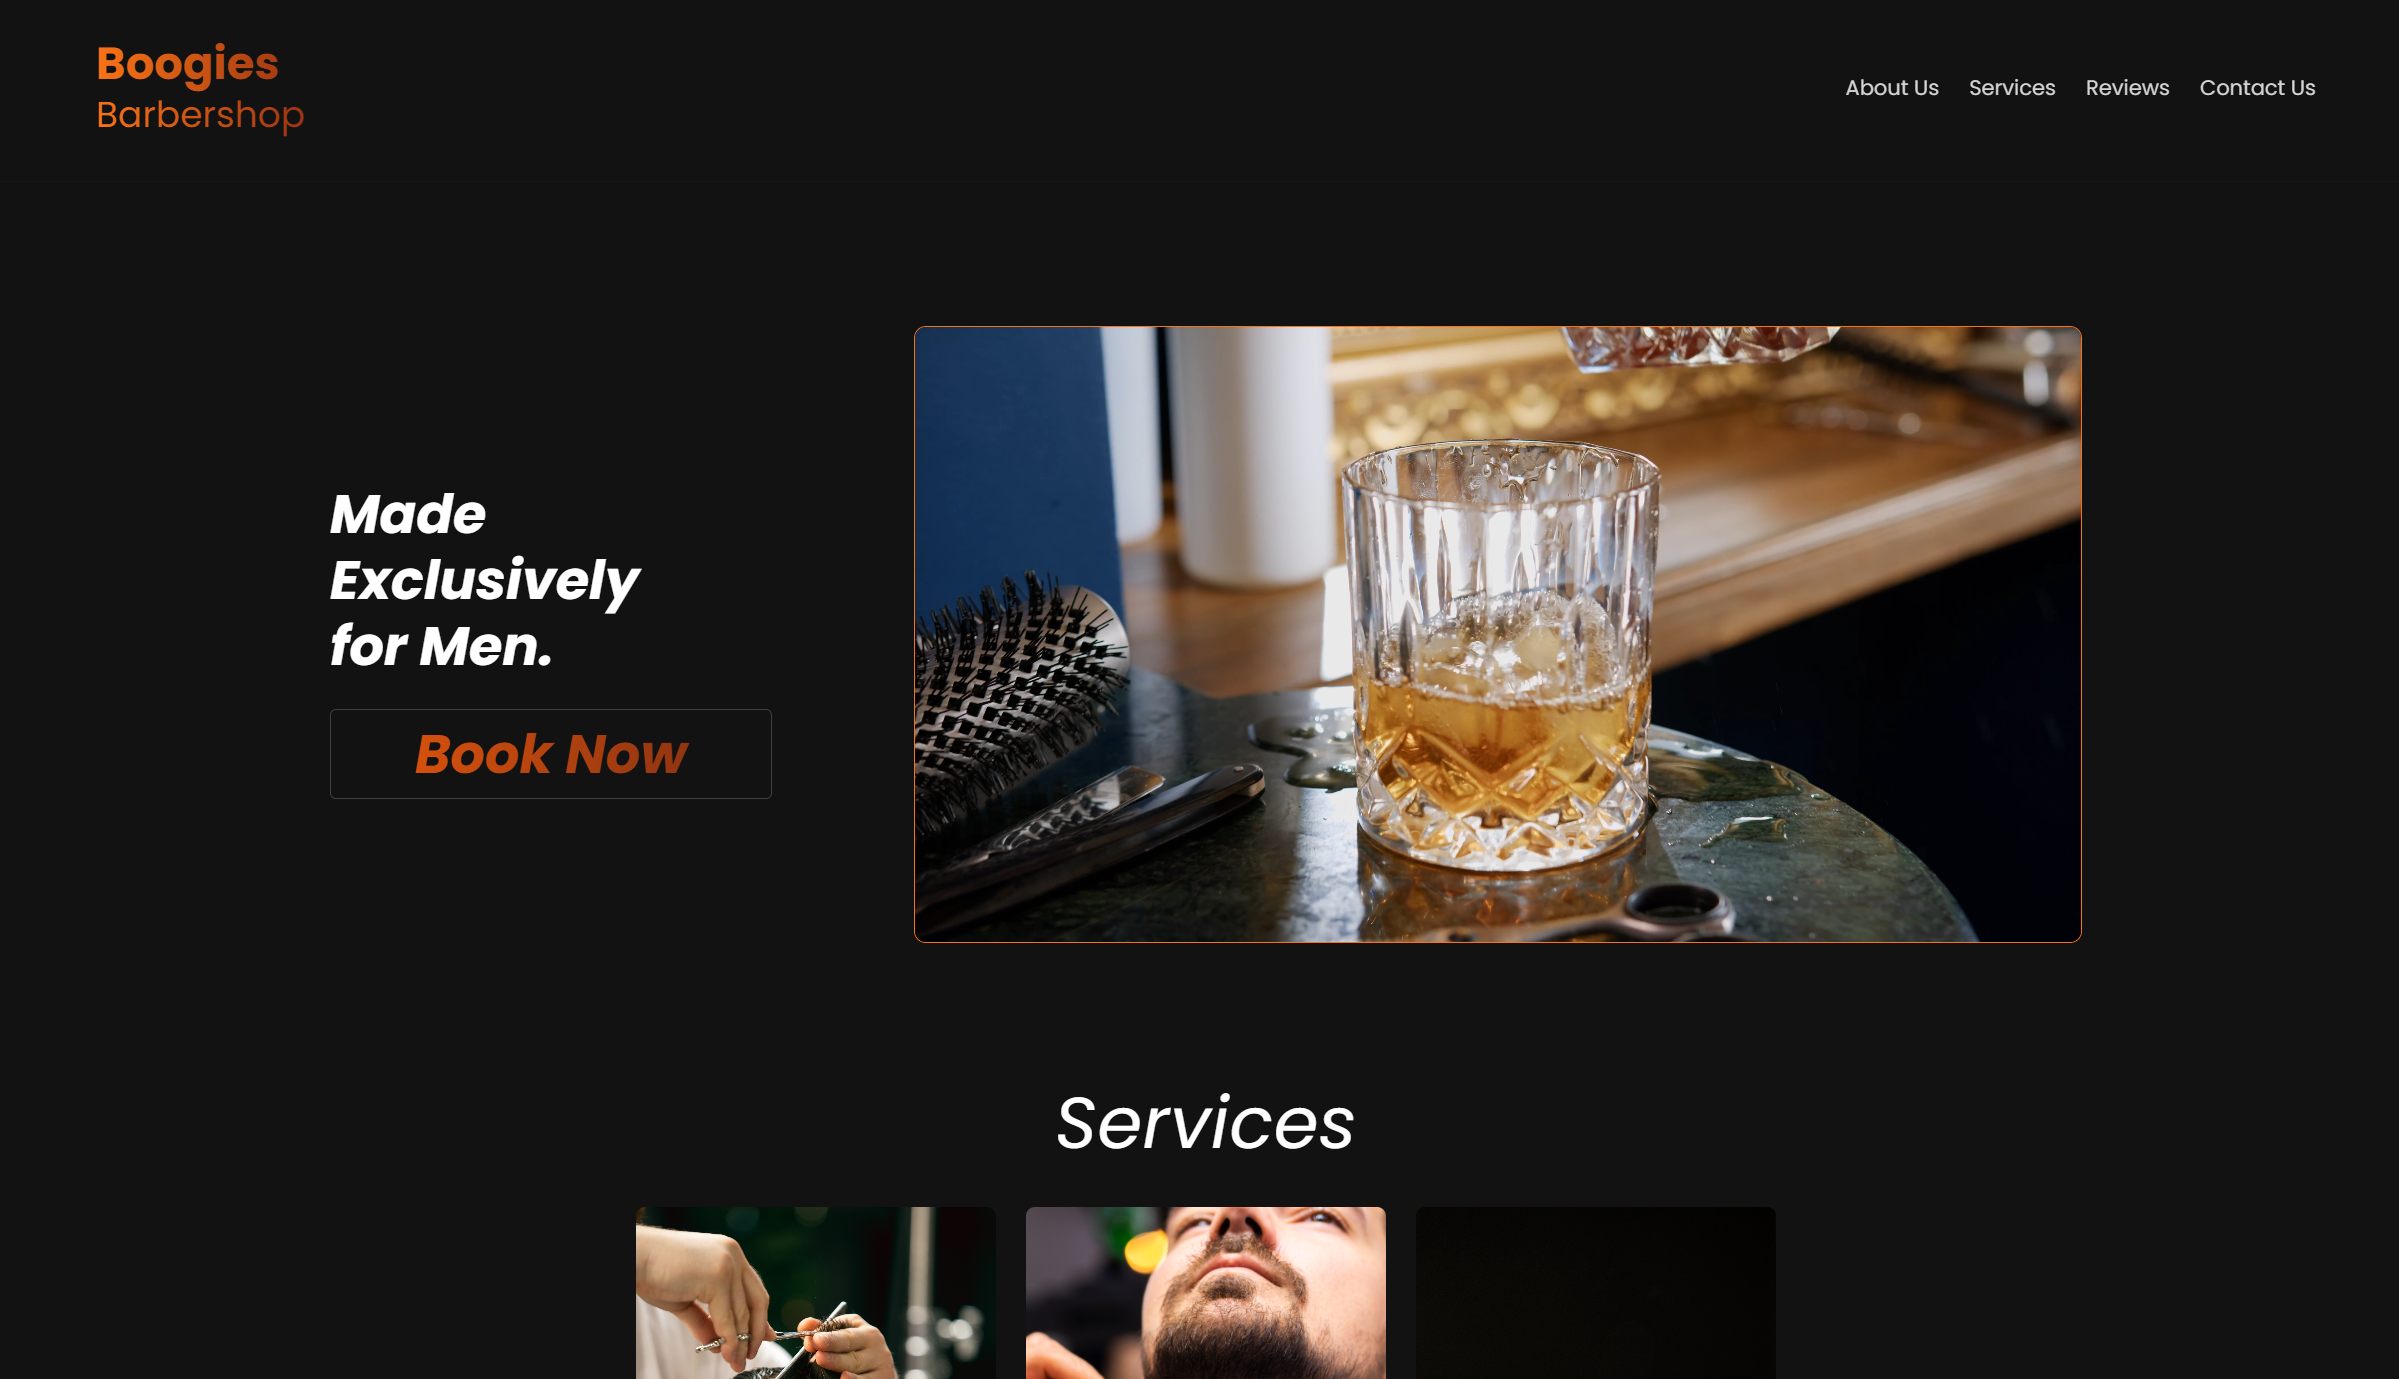 Boogies
Barbershop
About Us Services Reviews Contact Us
Made
Exclusively
for Men.
Book Now
Services